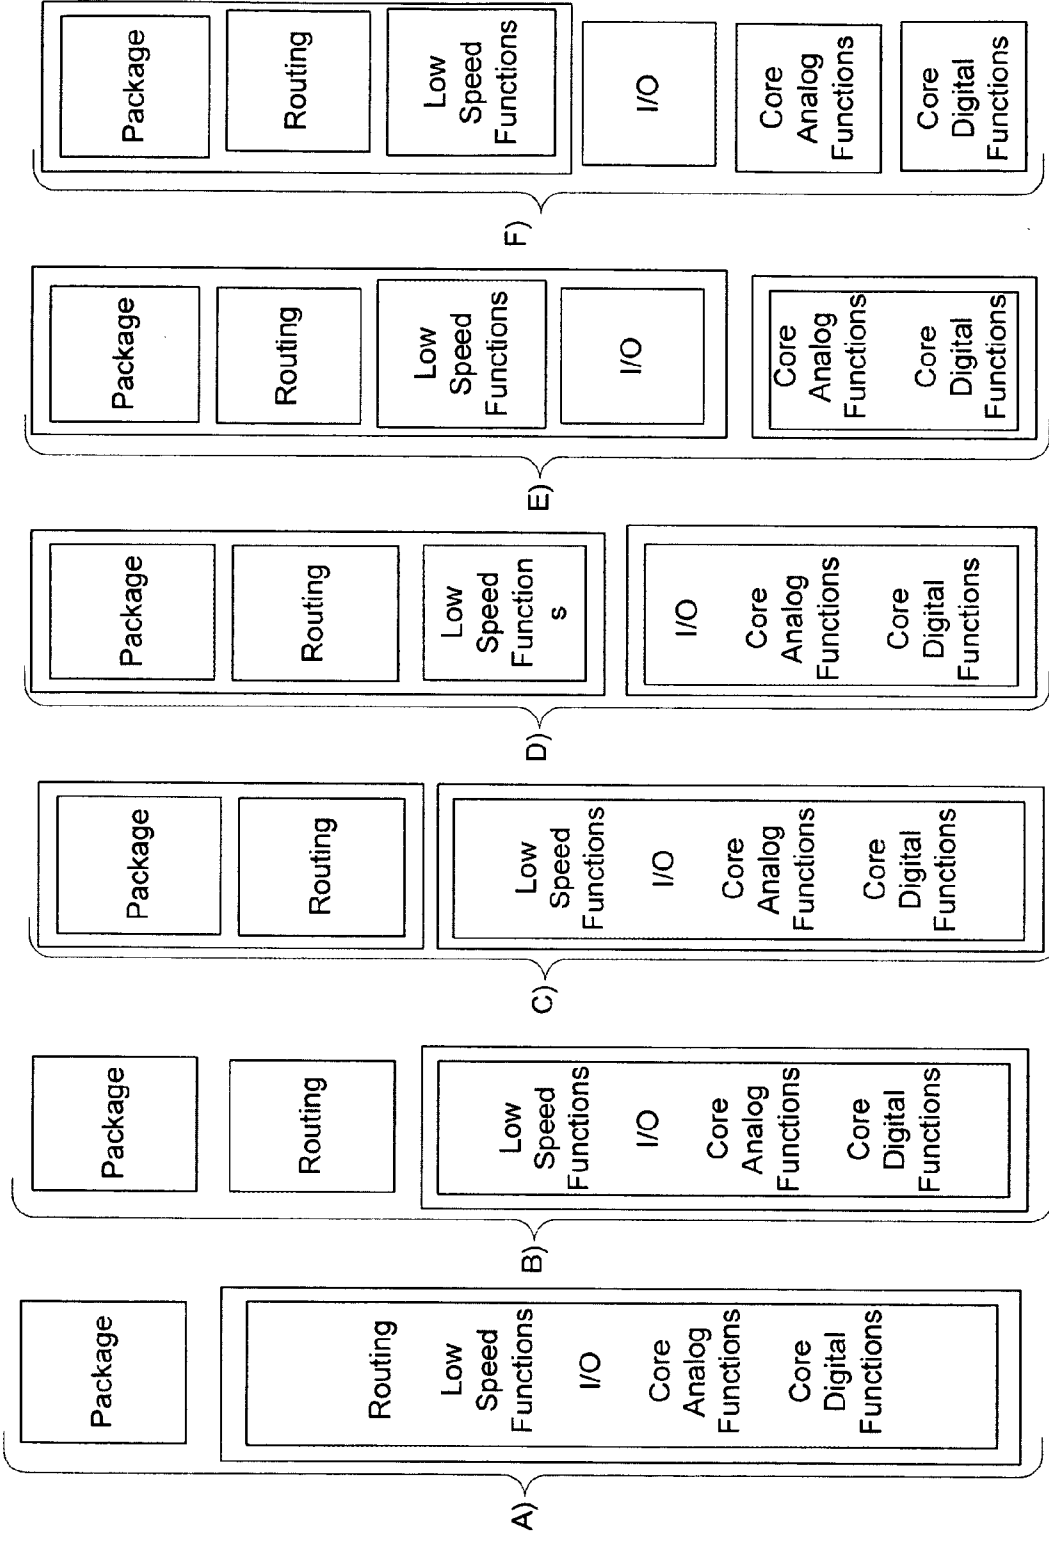 A)
Package
Routing
Low
Speed
Functions
I/O
Core
Analog
Functions
Core
Digital
Functions
B)
Package
Routing
Low
Speed
Functions
I/O
Core
Analog
Functions
Core
Digital
Functions
C)
Package
Routing
Low
Speed
Functions
I/O
Core
Analog
Functions
Core
Digital
Functions
D)
Package
Routing
Low
Speed
Function
s
I/O
Core
Analog
Functions
Core
Digital
Functions
E)
Package
Routing
Low
Speed
Functions
I/O
Core
Analog
Functions
Core
Digital
Functions
F)
Package
Routing
Low
Speed
Functions
I/O
Core
Analog
Functions
Core
Digital
Functions